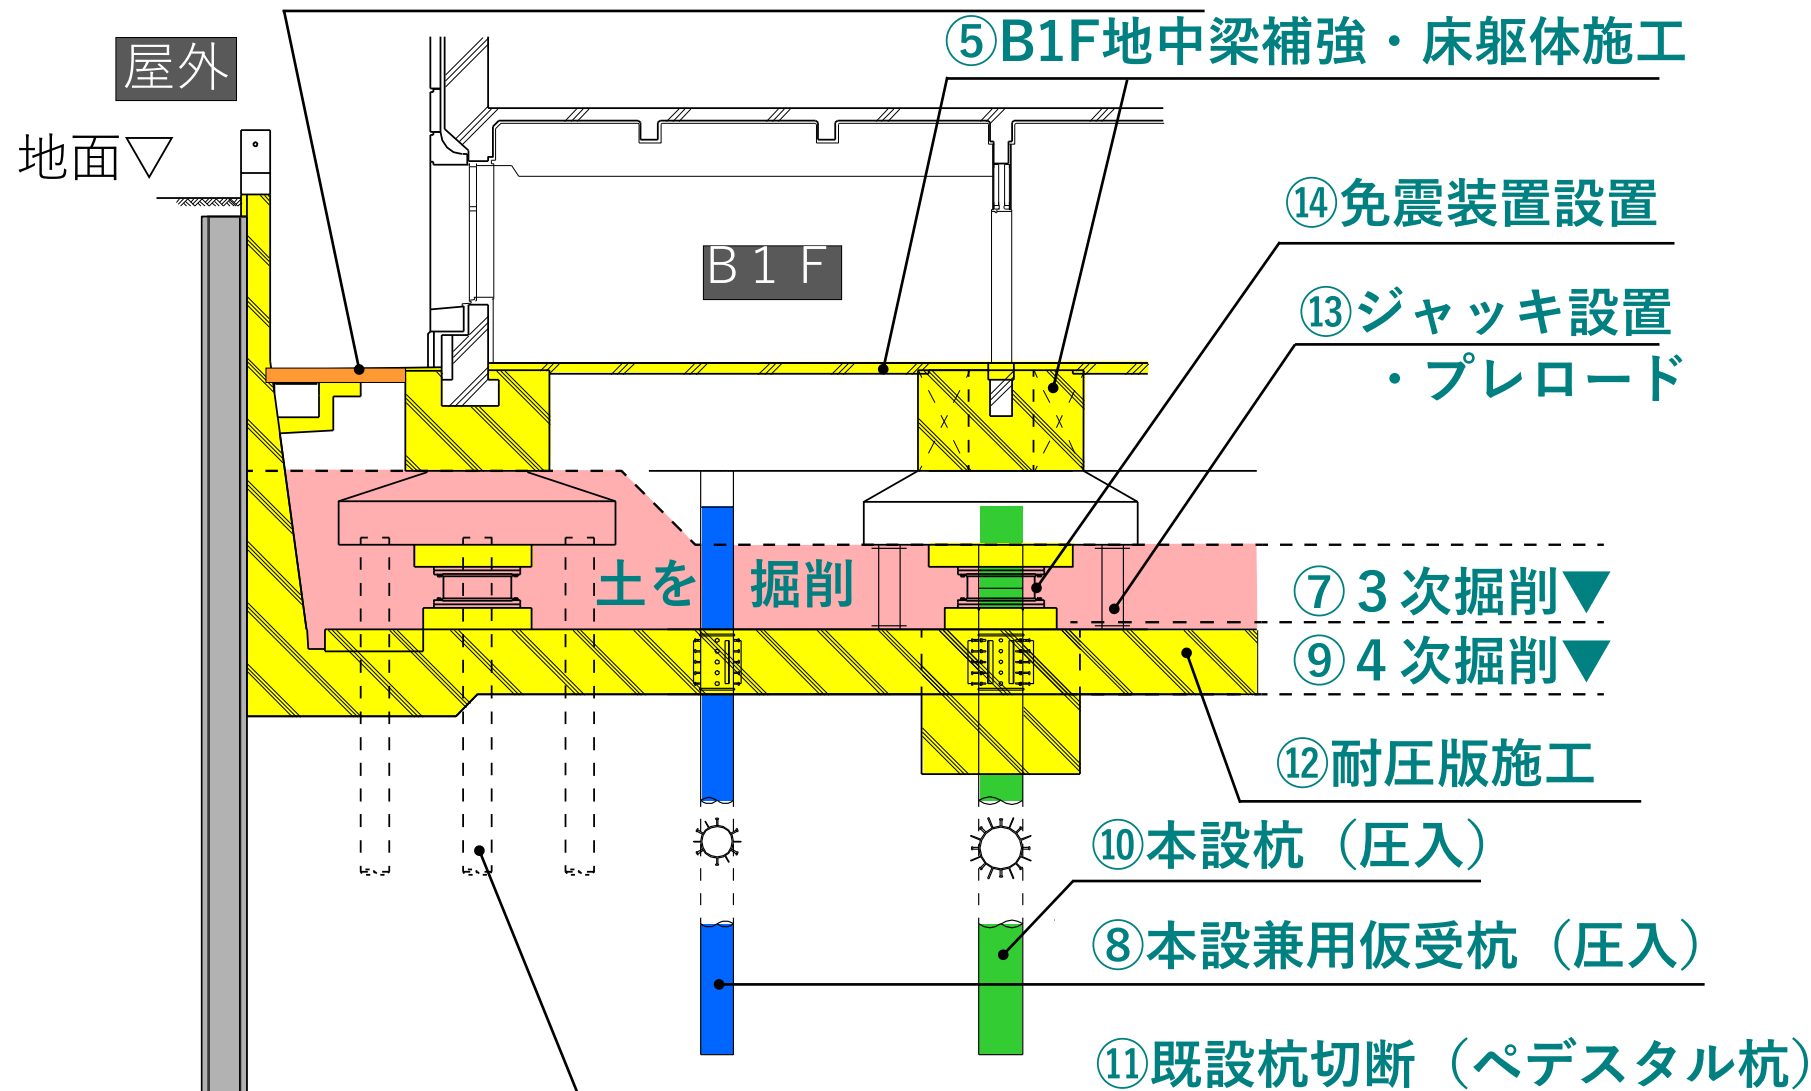 ⑤B1F地中梁補強・床躯体施工
屋外
地面▽
⑭免震装置設置
B1F
⑬ジャッキ設置
・プレロード
土を 掘削
⑦3次掘削▼
⑨4次掘削▼
⑫耐圧版施工
⑩本設杭（圧入）
⑧本設兼用仮受杭（圧入）
⑪既設杭切断（ペデスタル杭）